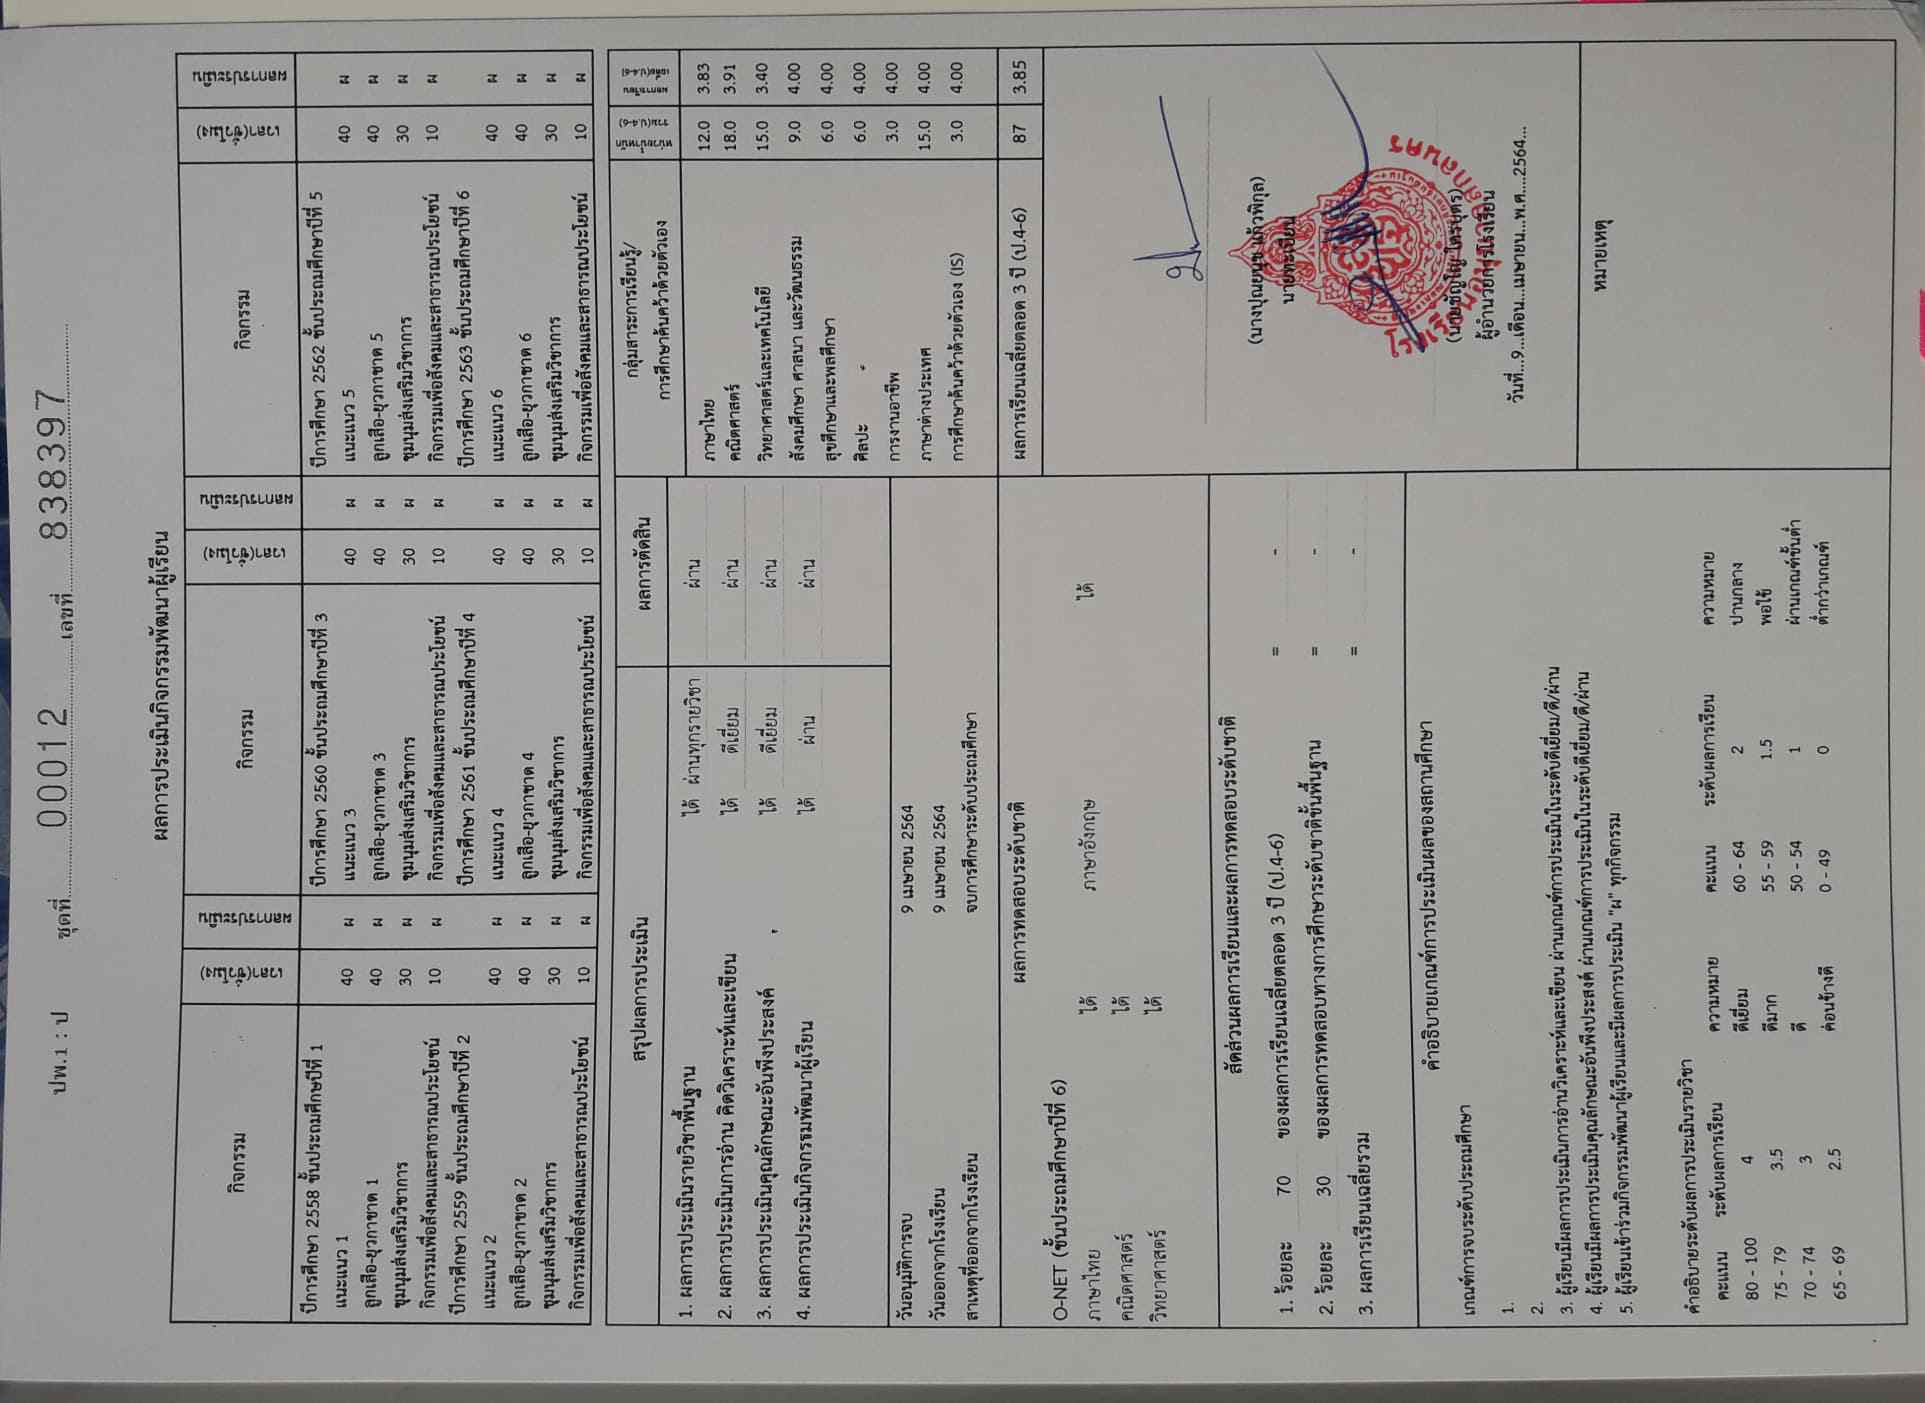 ปพ.1 : ป ชุดที่ 00012 เลขที่ 838397
ผลการประเมินกิจกรรมพัฒนาผู้เรียน
กิจกรรม เวลา(ชั่วโมง) ผลการประเมิน กิจกรรม เวลา(ชั่วโมง) ผลการประเมิน กิจกรรม เวลา(ชั่วโมง) ผลการประเมิน
ปีการศึกษา 2558 ชั้นประถมศึกษาปีที่ 1 ปีการศึกษา 2560 ชั้นประถมศึกษาปีที่ 3 ปีการศึกษา 2562 ชั้นประถมศึกษาปีที่ 5
แนะแนว 1 40 ผ แนะแนว 3 40 ผ แนะแนว 5 40 ผ
ลูกเสือ-ยุวกาชาด 1 40 ผ ลูกเสือ-ยุวกาชาด 3 40 ผ ลูกเสือ-ยุวกาชาด 5 40 ผ
ชุมนุมส่งเสริมวิชาการ 30 ผ ชุมนุมส่งเสริมวิชาการ 30 ผ ชุมนุมส่งเสริมวิชาการ 30 ผ
กิจกรรมเพื่อสังคมและสาธารณประโยชน์ 10 ผ กิจกรรมเพื่อสังคมและสาธารณประโยชน์ 10 ผ กิจกรรมเพื่อสังคมและสาธารณประโยชน์ 10 ผ
ปีการศึกษา 2559 ชั้นประถมศึกษาปีที่ 2 ปีการศึกษา 2561 ชั้นประถมศึกษาปีที่ 4 ปีการศึกษา 2563 ชั้นประถมศึกษาปีที่ 6
แนะแนว 2 40 ผ แนะแนว 4 40 ผ แนะแนว 6 40 ผ
ลูกเสือ-ยุวกาชาด 2 40 ผ ลูกเสือ-ยุวกาชาด 4 40 ผ ลูกเสือ-ยุวกาชาด 6 40 ผ
ชุมนุมส่งเสริมวิชาการ 30 ผ ชุมนุมส่งเสริมวิชาการ 30 ผ ชุมนุมส่งเสริมวิชาการ 30 ผ
กิจกรรมเพื่อสังคมและสาธารณประโยชน์ 10 ผ กิจกรรมเพื่อสังคมและสาธารณประโยชน์ 10 ผ กิจกรรมเพื่อสังคมและสาธารณประโยชน์ 10 ผ
สรุปผลการประเมิน ผลการตัดสิน
1. ผลการประเมินรายวิชาพื้นฐาน ได้ ผ่านทุกรายวิชา ผ่าน
2. ผลการประเมินการอ่าน คิดวิเคราะห์และเขียน ได้ ดีเยี่ยม ผ่าน
3. ผลการประเมินคุณลักษณะอันพึงประสงค์ ได้ ดีเยี่ยม ผ่าน
4. ผลการประเมินกิจกรรมพัฒนาผู้เรียน ได้ ผ่าน ผ่าน
วันอนุมัติการจบ 9 เมษายน 2564
วันออกจากโรงเรียน 9 เมษายน 2564
สาเหตุที่ออกจากโรงเรียน จบการศึกษาระดับประถมศึกษา
ผลการทดสอบระดับชาติ
O-NET (ชั้นประถมศึกษาปีที่ 6)
ภาษาไทย ได้ ภาษาอังกฤษ ได้
คณิตศาสตร์ ได้
วิทยาศาสตร์ ได้
สัดส่วนผลการเรียนและผลการทดสอบระดับชาติ
1. ร้อยละ 70 ของผลการเรียนเฉลี่ยตลอด 3 ปี (ป.4-6) = -
2. ร้อยละ 30 ของผลการทดสอบทางการศึกษาระดับชาติขั้นพื้นฐาน = -
3. ผลการเรียนเฉลี่ยรวม = -
กลุ่มสาระการเรียนรู้/
การศึกษาค้นคว้าด้วยตัวเอง
หน่วยน้ำหนัก
รวม(ป.4-6)
ผลการเรียน
เฉลี่ย(ป.4-6)
ภาษาไทย 12.0 3.83
คณิตศาสตร์ 18.0 3.91
วิทยาศาสตร์และเทคโนโลยี 15.0 3.40
สังคมศึกษา ศาสนา และวัฒนธรรม 9.0 4.00
สุขศึกษาและพลศึกษา 6.0 4.00
ศิลปะ 6.0 4.00
การงานอาชีพ 3.0 4.00
ภาษาต่างประเทศ 15.0 4.00
การศึกษาค้นคว้าด้วยตัวเอง (IS) 3.0 4.00
ผลการเรียนเฉลี่ยตลอด 3 ปี (ป.4-6) 87 3.85
(นางปุณยนุช แก้วพิกุล)
นายทะเบียน
(นายชัญโญ ไตรบุตร)
ผู้อำนวยการโรงเรียน
วันที่...9...เดือน...เมษายน...พ.ศ....2564...
หมายเหตุ
คำอธิบายเกณฑ์การประเมินผลของสถานศึกษา
เกณฑ์การจบระดับประถมศึกษา
1.
2.
3. ผู้เรียนมีผลการประเมินการอ่านวิเคราะห์และเขียน ผ่านเกณฑ์การประเมินในระดับดีเยี่ยม/ดี/ผ่าน
4. ผู้เรียนมีผลการประเมินคุณลักษณะอันพึงประสงค์ ผ่านเกณฑ์การประเมินในระดับดีเยี่ยม/ดี/ผ่าน
5. ผู้เรียนเข้าร่วมกิจกรรมพัฒนาผู้เรียนและมีผลการประเมิน "ผ" ทุกกิจกรรม
คำอธิบายระดับผลการประเมินรายวิชา
คะแนน ระดับผลการเรียน ความหมาย คะแนน ระดับผลการเรียน ความหมาย
80 - 100 4 ดีเยี่ยม 60 - 64 2 ปานกลาง
75 - 79 3.5 ดีมาก 55 - 59 1.5 พอใช้
70 - 74 3 ดี 50 - 54 1 ผ่านเกณฑ์ขั้นต่ำ
65 - 69 2.5 ค่อนข้างดี 0 - 49 0 ต่ำกว่าเกณฑ์